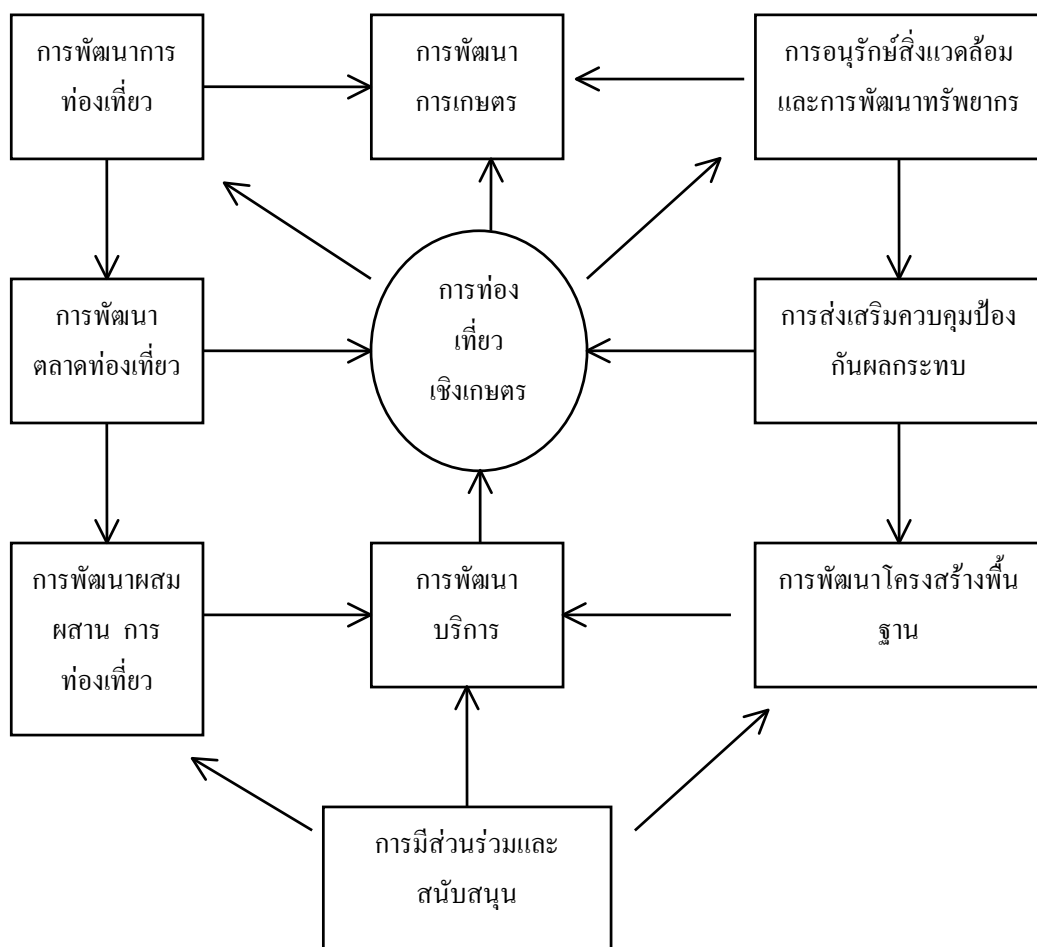 การพัฒนาการ
ท่องเที่ยว
การพัฒนา
การเกษตร
การอนุรักษ์สิ่งแวดล้อม
และการพัฒนาทรัพยากร
การพัฒนา
ตลาดท่องเที่ยว
การท่อง
เที่ยว
เชิงเกษตร
การส่งเสริมควบคุมป้อง
กันผลกระทบ
การพัฒนาผสม
ผสาน การ
ท่องเที่ยว
การพัฒนา
บริการ
การพัฒนาโครงสร้างพื้น
ฐาน
การมีส่วนร่วมและ
สนับสนุน